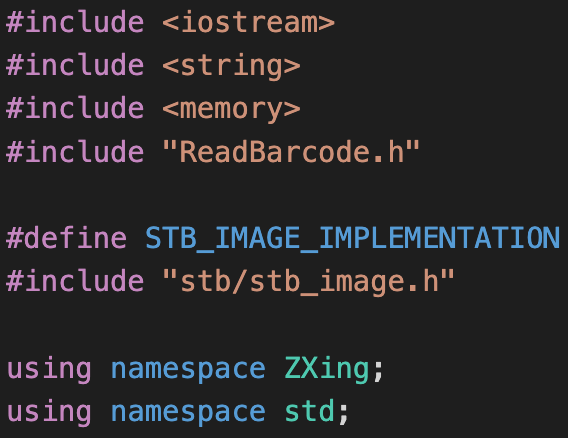 #include <iostream>
#include <string>
#include <memory>
#include "ReadBarcode.h"
#define STB_IMAGE_IMPLEMENTATION
#include "stb/stb_image.h"
using namespace ZXing;
using namespace std;